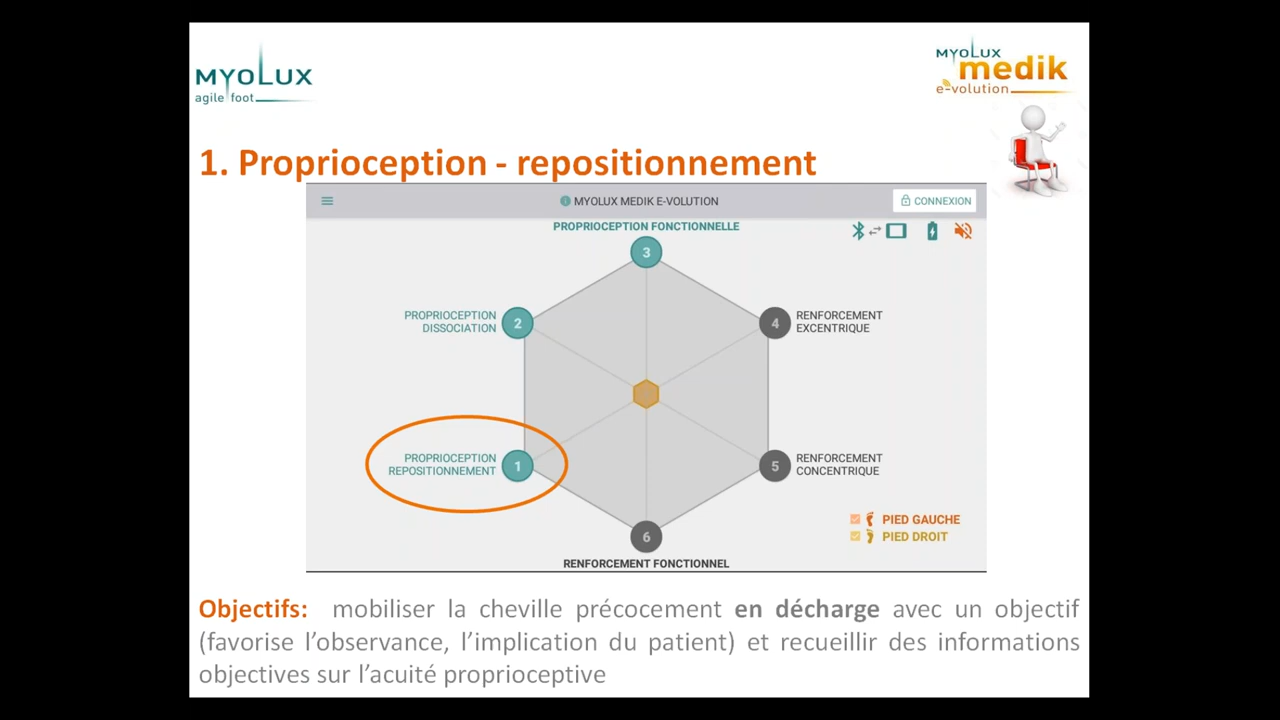 MYOLUX
agile foot
MYOLUX
medik
e-volution
1. Proprioception - repositionnement
MYOLUX MEDIK E-VOLUTION
CONNEXION
PROPRIOCEPTION FONCTIONNELLE
3
PROPRIOCEPTION
DISSOCIATION
2
4
RENFORCEMENT
EXCENTRIQUE
PROPRIOCEPTION
REPOSITIONNEMENT
1
5
RENFORCEMENT
CONCENTRIQUE
6
RENFORCEMENT FONCTIONNEL
PIED GAUCHE
PIED DROIT
Objectifs: mobiliser la cheville précocement en décharge avec un objectif
(favorise l’observance, l’implication du patient) et recueillir des informations
objectives sur l’acuité proprioceptive